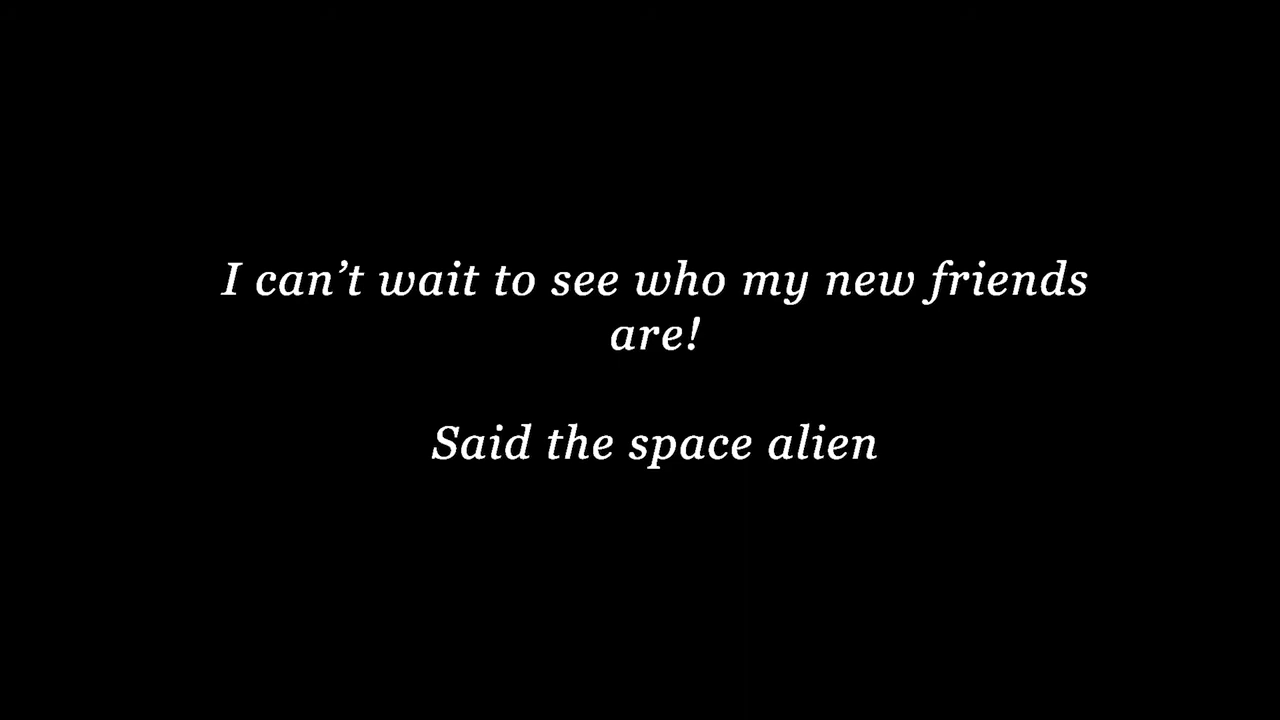 I can’t wait to see who my new friends
are!
Said the space alien